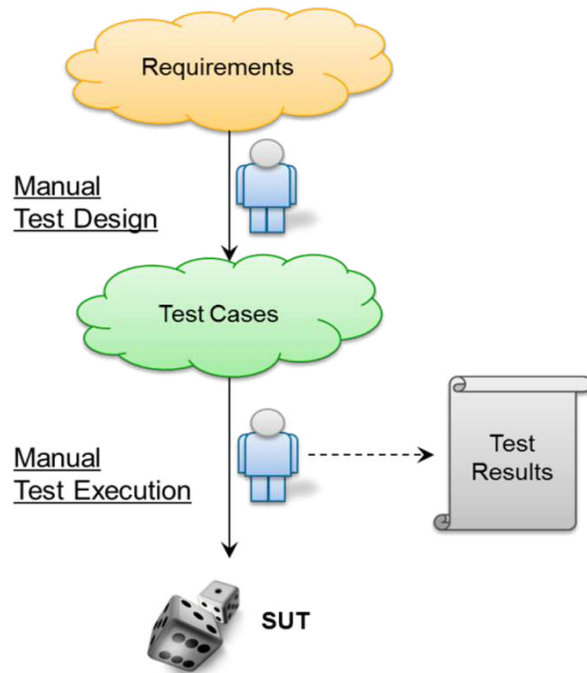 Requirements
Manual
Test Design
Test Cases
Manual
Test Execution
Test
Results
SUT